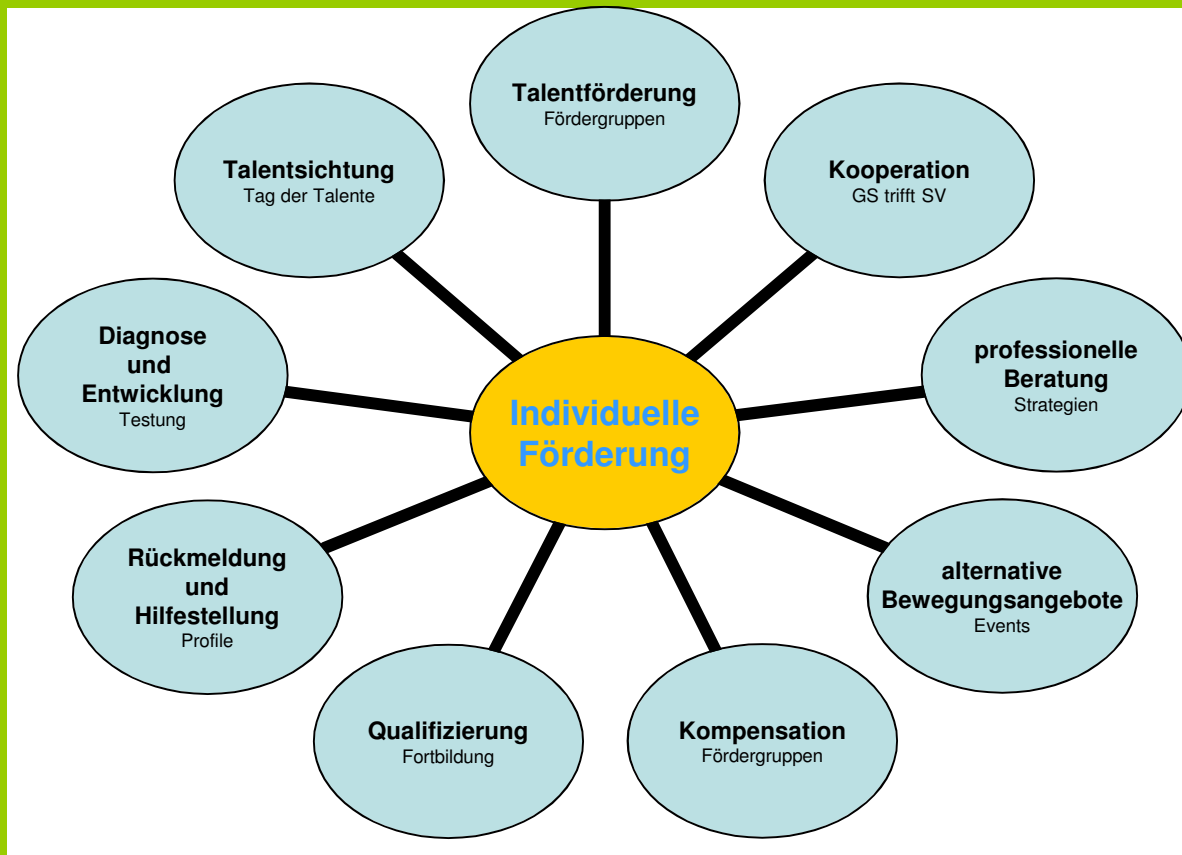 Talentförderung
Fördergruppen
Talentsichtung
Tag der Talente
Kooperation
GS trifft SV
Diagnose
und
Entwicklung
Testung
professionelle
Beratung
Strategien
Individuelle
Förderung
Rückmeldung
und
Hilfestellung
Profile
alternative
Bewegungsangebote
Events
Qualifizierung
Fortbildung
Kompensation
Fördergruppen